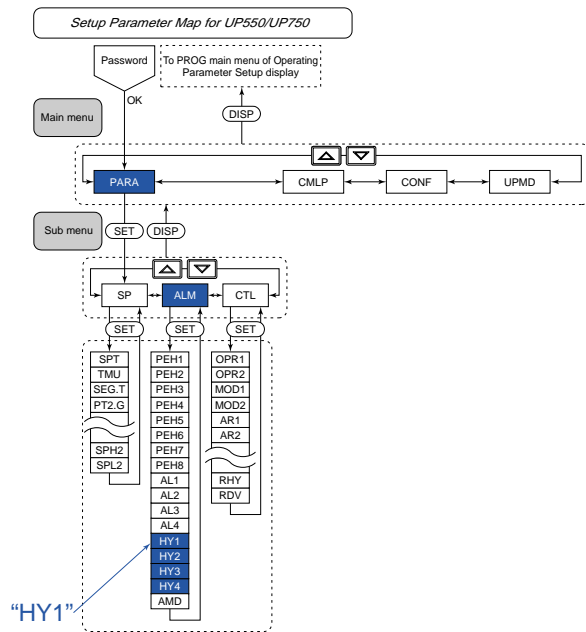 Setup Parameter Map for UP550/UP750
Password
To PROG main menu of Operating
Parameter Setup display
OK
DISP
Main menu
PARA
CMLP
CONF
UPMD
Sub menu
SET
DISP
SP
ALM
CTL
SET
SET
SET
SPT
TMU
SEG.T
PT2.G
SPH2
SPL2
PEH1
PEH2
PEH3
PEH4
PEH5
PEH6
PEH7
PEH8
AL1
AL2
AL3
AL4
HY1
HY2
HY3
HY4
AMD
OPR1
OPR2
MOD1
MOD2
AR1
AR2
RHY
RDV
“HY1”